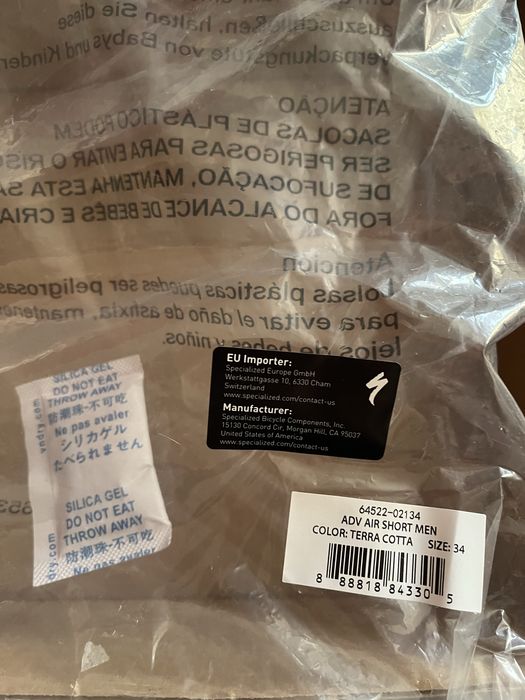 auszuschließen, halten Sie diese
Verpackungstüte von Babys und Kindern
ATENÇÃO
SACOLAS DE PLÁSTICO PODEM
SER PERIGOSAS PARA EVITAR O
DE SUFOCAÇÃO, MANTENHA ESTA
FORA DO ALCANCE DE BEBÊS E
Atención
bolsas plásticas puedes ser peligrosas
para evitar el daño de asfixia,
lejos de bebes y niños.
EU Importer:
Specialized Europe GmbH
Werkstattgasse 10, 6330 Cham
Switzerland
www.specialized.com/contact-us
Manufacturer:
Specialized Bicycle Components, Inc.
15130 Concord Cir, Morgan Hill, CA 95037
United States of America
www.specialized.com/contact-us
SILICA GEL
DO NOT EAT
THROW AWAY
防潮珠-不可吃
Ne pas avaler
シリカゲル
たべられません
SILICA GEL
DO NOT EAT
THROW AWAY
防潮珠-不可吃
Ne pas avaler
64522-02134
ADV AIR SHORT MEN
COLOR: TERRA COTTA SIZE: 34
8 88818 84330 5